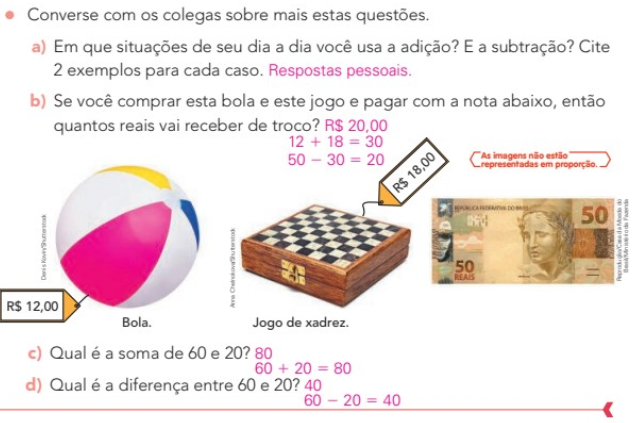 Converse com os colegas sobre mais estas questões.
a) Em que situações de seu dia a dia você usa a adição? E a subtração? Cite
2 exemplos para cada caso. Respostas pessoais.
b) Se você comprar esta bola e este jogo e pagar com a nota abaixo, então
quantos reais vai receber de troco? R$ 20,00
12 + 18 = 30
50 − 30 = 20
As imagens não estão
representadas em proporção.
R$ 18,00
REPÚBLICA FEDERATIVA DO BRASIL
50
50
REAIS
R$ 12,00
Bola.
Jogo de xadrez.
c) Qual é a soma de 60 e 20? 80
60 + 20 = 80
d) Qual é a diferença entre 60 e 20? 40
60 − 20 = 40